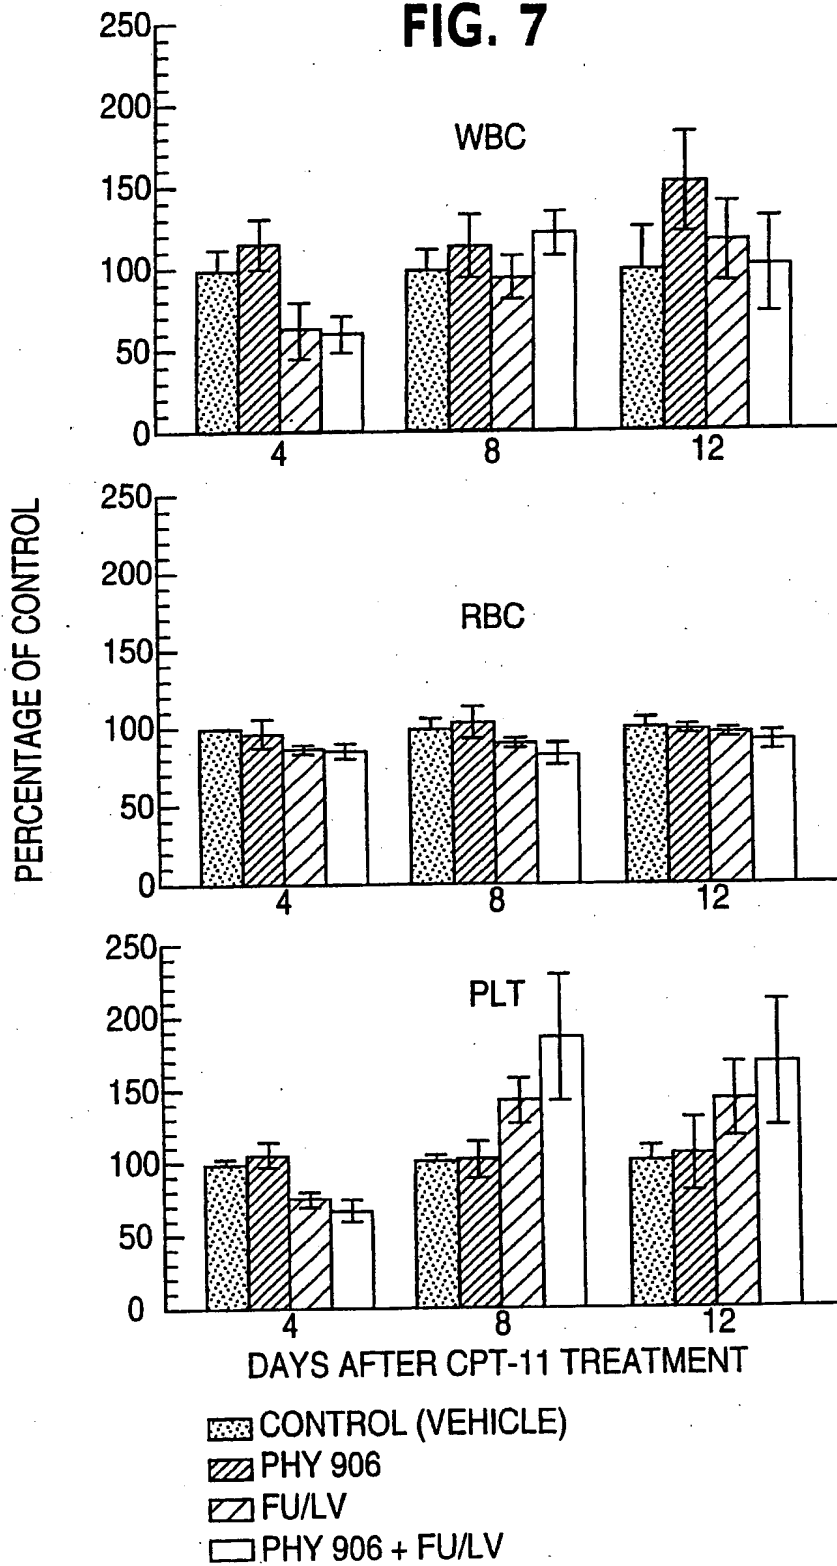 FIG. 7
250
200
150
100
50
0
WBC
4 8 12
PERCENTAGE OF CONTROL
250
200
150
100
50
0
RBC
4 8 12
250
200
150
100
50
0
PLT
4 8 12
DAYS AFTER CPT-11 TREATMENT
CONTROL (VEHICLE)
PHY 906
FU/LV
PHY 906 + FU/LV